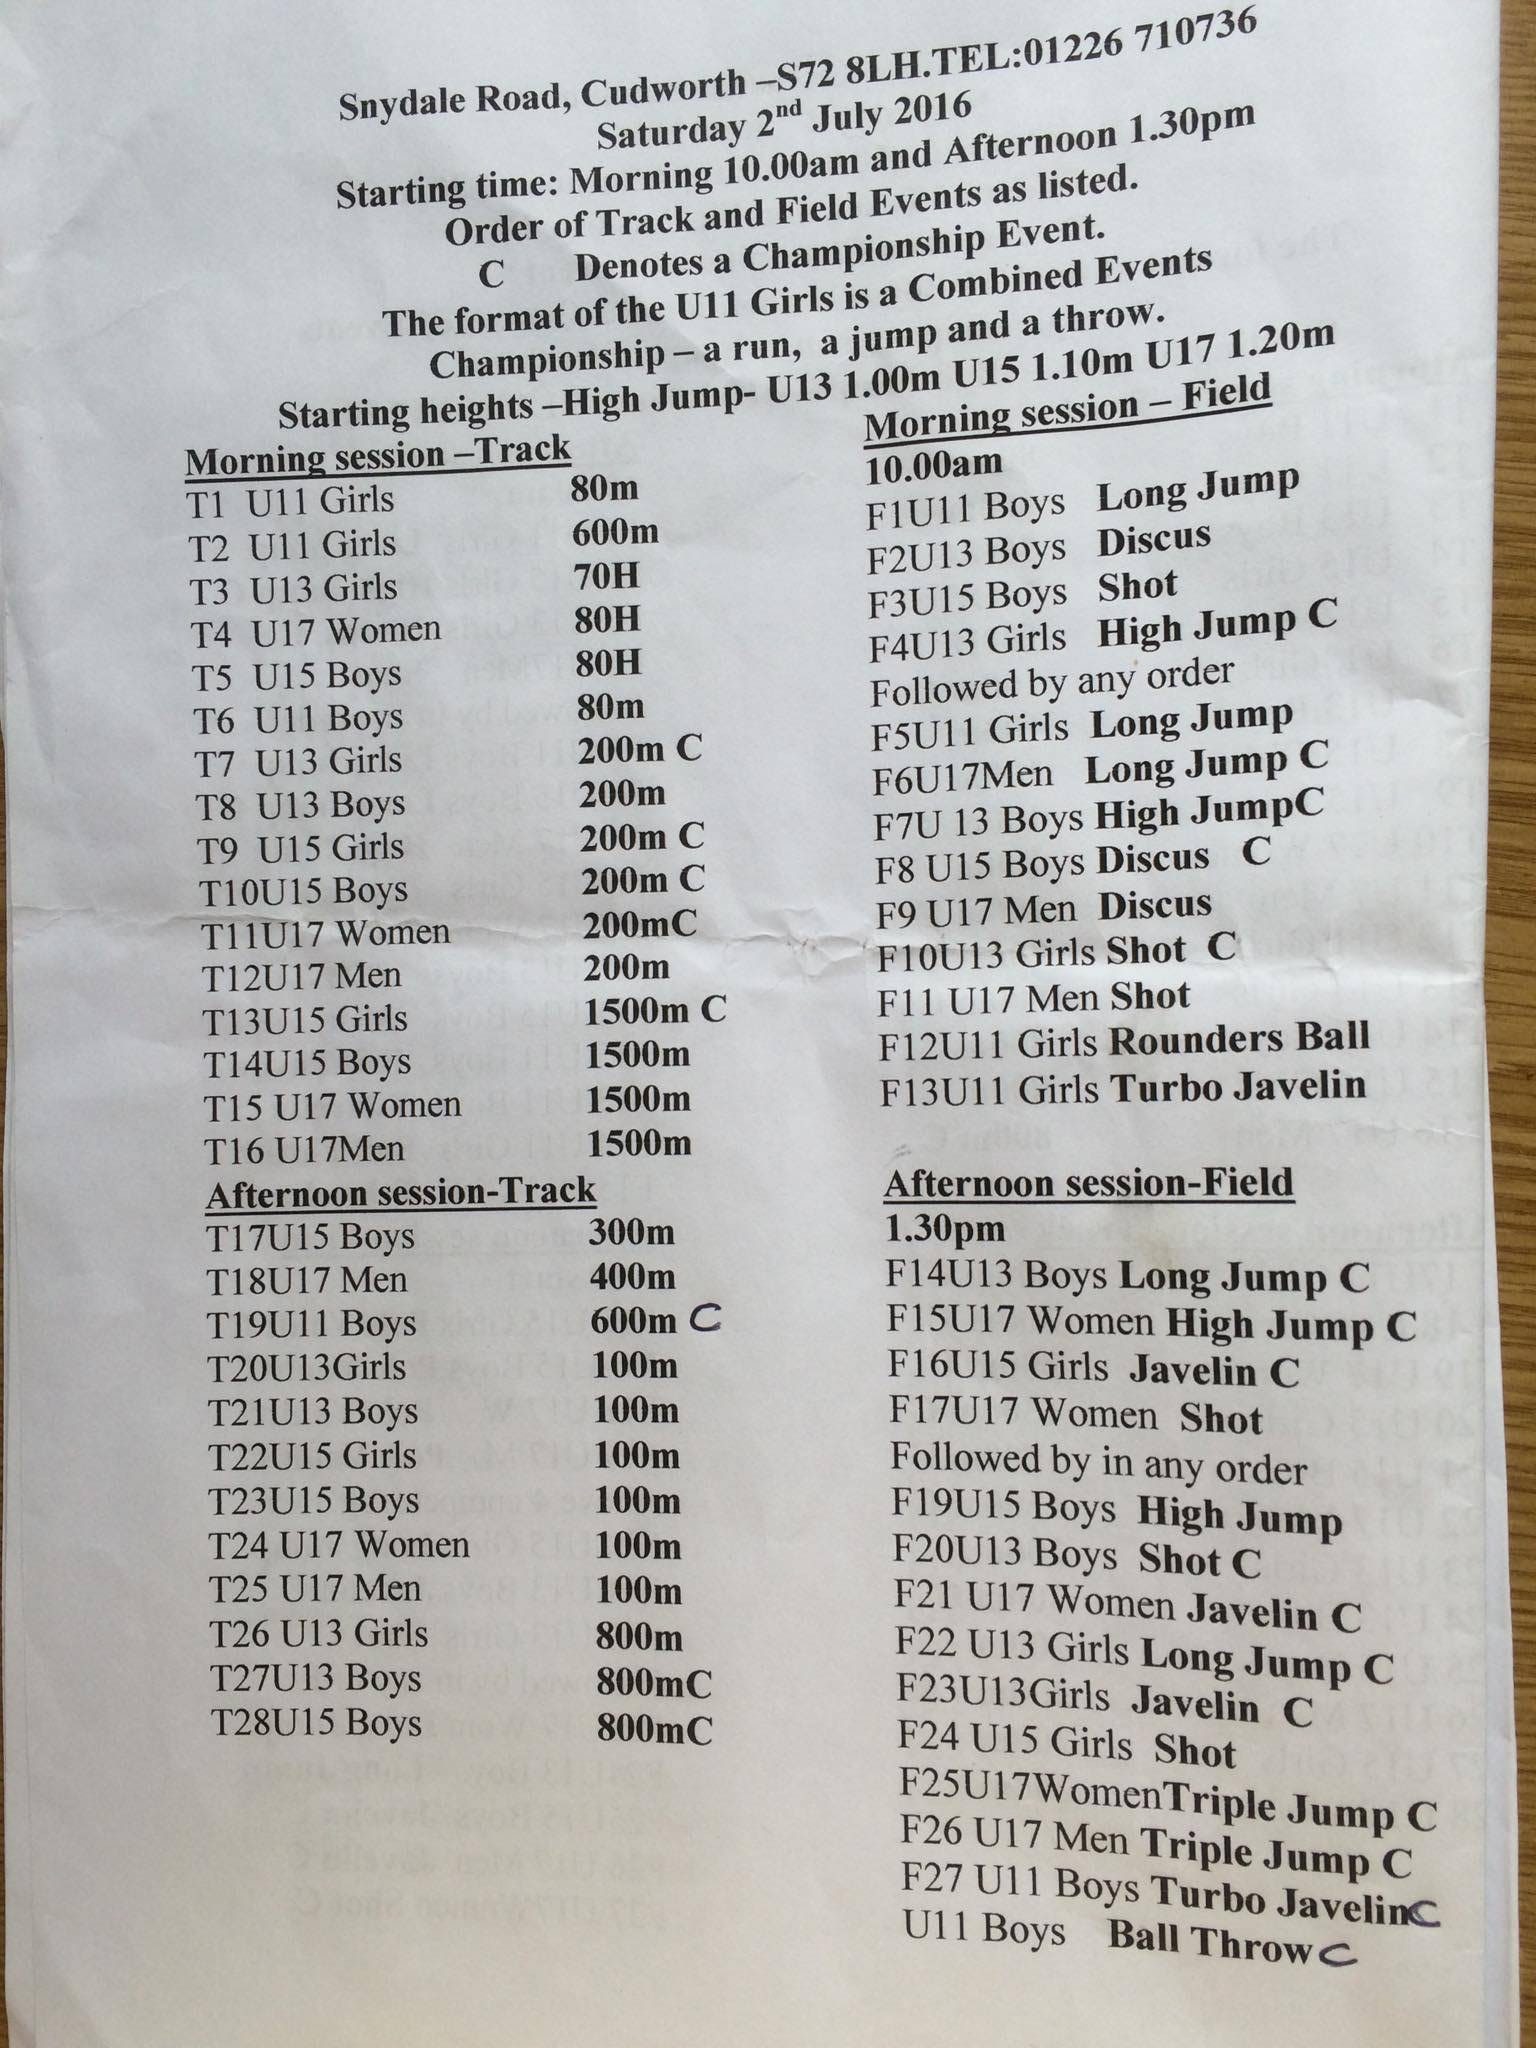 Snydale Road, Cudworth –S72 8LH.TEL:01226 710736
Saturday 2nd July 2016
Starting time: Morning 10.00am and Afternoon 1.30pm
Order of Track and Field Events as listed.
C Denotes a Championship Event.
The format of the U11 Girls is a Combined Events
Championship – a run, a jump and a throw.
Starting heights –High Jump- U13 1.00m U15 1.10m U17 1.20m
Morning session –Track
T1 U11 Girls 80m
T2 U11 Girls 600m
T3 U13 Girls 70H
T4 U17 Women 80H
T5 U15 Boys 80H
T6 U11 Boys 80m
T7 U13 Girls 200m C
T8 U13 Boys 200m
T9 U15 Girls 200m C
T10U15 Boys 200m C
T11U17 Women 200mC
T12U17 Men 200m
T13U15 Girls 1500m C
T14U15 Boys 1500m
T15 U17 Women 1500m
T16 U17Men 1500m
Afternoon session-Track
T17U15 Boys 300m
T18U17 Men 400m
T19U11 Boys 600m C
T20U13Girls 100m
T21U13 Boys 100m
T22U15 Girls 100m
T23U15 Boys 100m
T24 U17 Women 100m
T25 U17 Men 100m
T26 U13 Girls 800m
T27U13 Boys 800mC
T28U15 Boys 800mC
Morning session – Field
10.00am
F1U11 Boys Long Jump
F2U13 Boys Discus
F3U15 Boys Shot
F4U13 Girls High Jump C
Followed by any order
F5U11 Girls Long Jump
F6U17Men Long Jump C
F7U 13 Boys High JumpC
F8 U15 Boys Discus C
F9 U17 Men Discus
F10U13 Girls Shot C
F11 U17 Men Shot
F12U11 Girls Rounders Ball
F13U11 Girls Turbo Javelin
Afternoon session-Field
1.30pm
F14U13 Boys Long Jump C
F15U17 Women High Jump C
F16U15 Girls Javelin C
F17U17 Women Shot
Followed by in any order
F19U15 Boys High Jump
F20U13 Boys Shot C
F21 U17 Women Javelin C
F22 U13 Girls Long Jump C
F23U13Girls Javelin C
F24 U15 Girls Shot
F25U17WomenTriple Jump C
F26 U17 Men Triple Jump C
F27 U11 Boys Turbo JavelinC
U11 Boys Ball Throw C